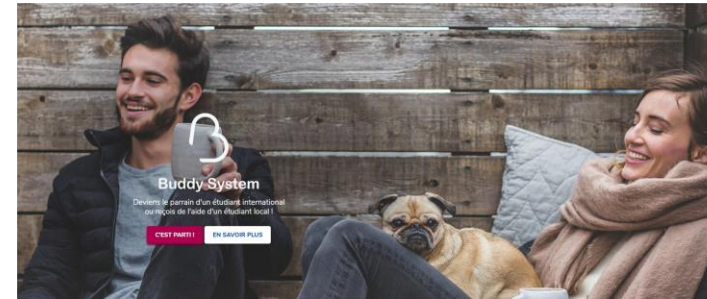 Buddy System
Deviens le parrain d'un étudiant international
ou reçois de l'aide d'un étudiant local !
C'EST PARTI !
EN SAVOIR PLUS